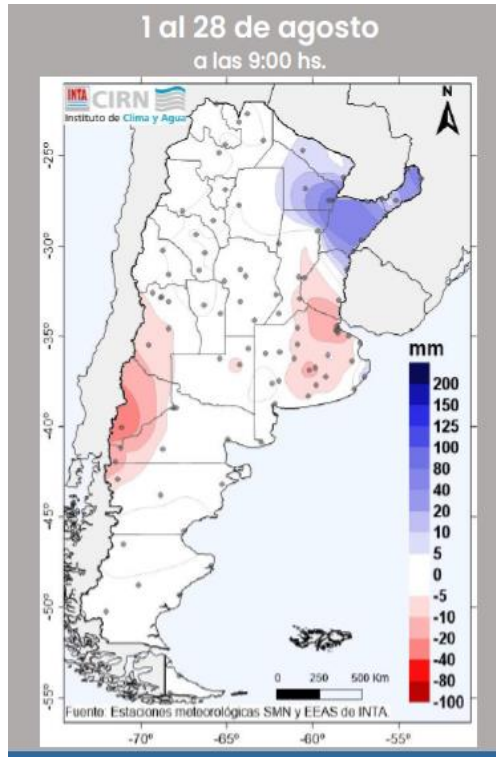 1 al 28 de agosto
a las 9:00 hs.
INTA CIRN
Instituto de Clima y Agua
N
-25°
-30°
-35°
-40°
-45°
-50°
-55°
mm
200
150
125
100
80
40
20
10
5
0
-5
-10
-20
-40
-80
-100
0 250 500 Km
Fuente: Estaciones meteorológicas SMN y EEAS de INTA.
-70° -65° -60° -55°